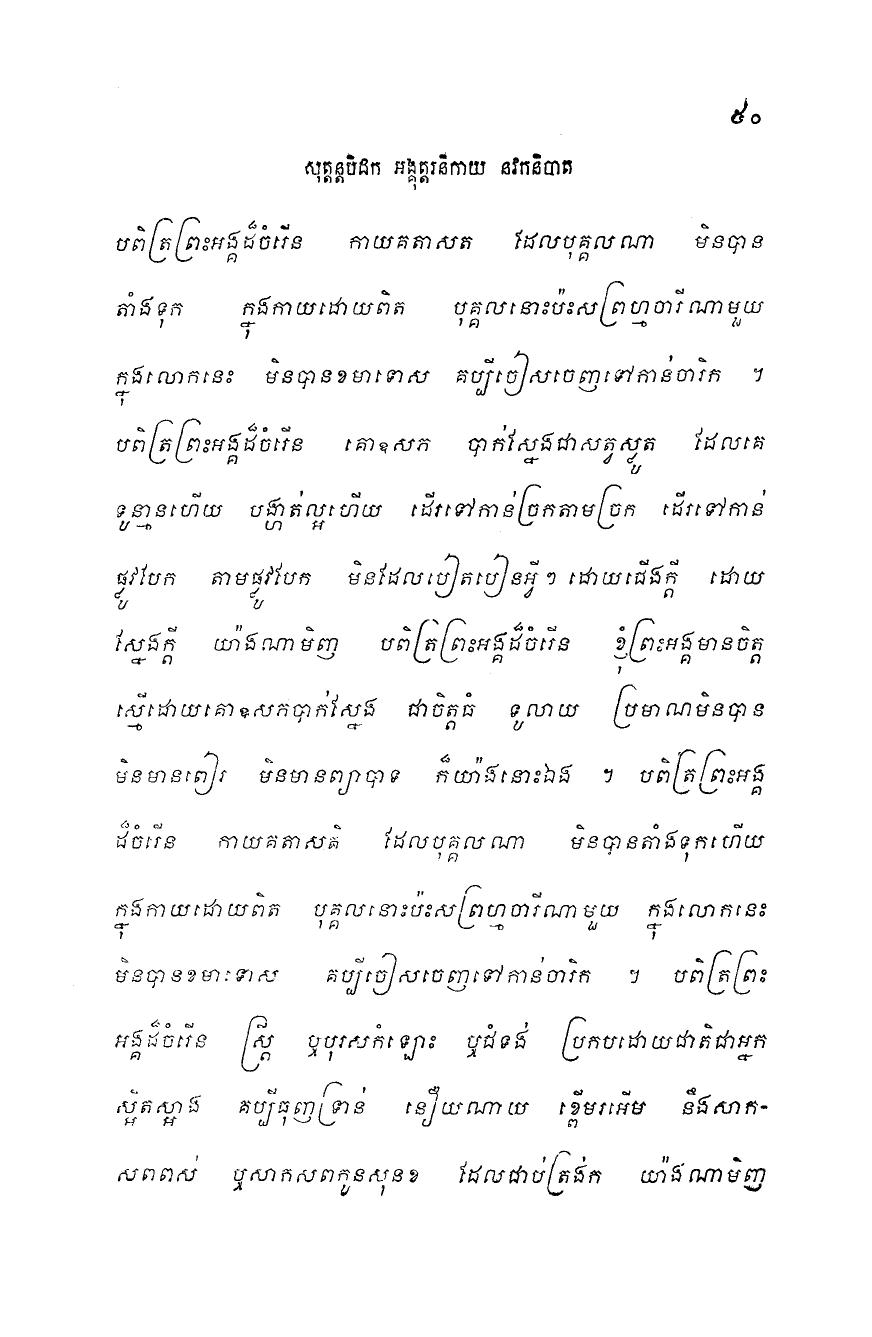 ៥០
សុត្តន្តបិដក អង្គុត្តរនិកាយ នវកនិបាត
បពិត្រព្រះអង្គដ៏ចំរើន កាយគតាសត ដែលបុគ្គលណា មិនបាន
តាំងទុក ក្នុងកាយដោយពិត បុគ្គលនោះប៉ះសព្រហ្មចារីណាមួយ
ក្នុងលោកនេះ មិនបានខមាទោស គប្បីចៀសចេញទៅកាន់ចារិក ។
បពិត្រព្រះអង្គដ៏ចំរើន គោឧសក បាក់ស្នែងជាសត្វស្លូត ដែលគេ
ទូន្មានហើយ បង្ហាត់ល្អហើយ ដើរទៅកាន់ច្រកតាមច្រក ដើរទៅកាន់
ផ្លូវបែក តាមផ្លូវបែក មិនដែលបៀតបៀនអ្វីៗ ដោយជើងក្តី ដោយ
ស្នែងក្តី យ៉ាងណាមិញ បពិត្រព្រះអង្គដ៏ចំរើន ខ្ញុំព្រះអង្គមានចិត្ត
ស្មើដោយគោឧសកបាក់ស្នែង ជាចិត្តធំ ទូលាយ ប្រមាណមិនបាន
មិនមានពៀរ មិនមានព្យាបាទ ក៏យ៉ាងនោះឯង ។ បពិត្រព្រះអង្គ
ដ៏ចំរើន កាយគតាសតិ ដែលបុគ្គលណា មិនបានតាំងទុកហើយ
ក្នុងកាយដោយពិត បុគ្គលនោះប៉ះសព្រហ្មចារីណាមួយ ក្នុងលោកនេះ
មិនបានខមាទោស គប្បីចៀសចេញទៅកាន់ចារិក ។ បពិត្រព្រះ
អង្គដ៏ចំរើន ស្រ្តី ឬបុរសកំឡោះ ឬជំទង់ ប្រកបដោយជាតិជាអ្នក
ស្អិតស្អាង គប្បីធុញទ្រាន់ នឿយណាយ ខ្ពើមរអើម នឹងសាក-
សពពស់ ឬសាកសពកូនសុនខ ដែលជាប់ត្រង់ក យ៉ាងណាមិញ